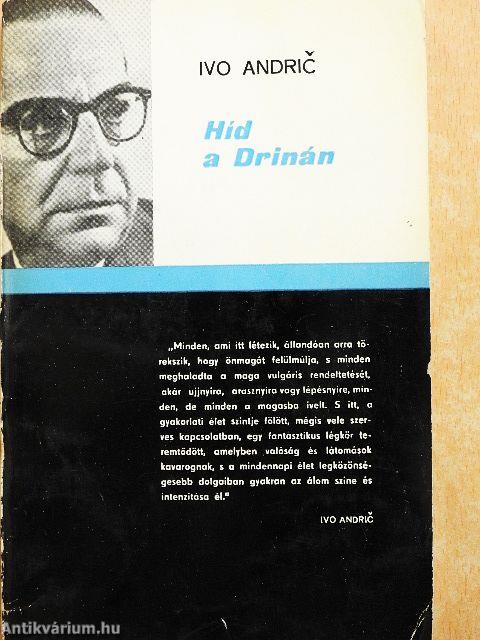 IVO ANDRIČ
Híd
a Drinán
„Minden, ami itt létezik, állandóan arra tö-
rekszik, hogy önmagát felülmúlja, s minden
meghaladta a maga vulgáris rendeltetését,
akár ujjnyira, arasznyira vagy lépésnyire, min-
den, de minden a magasba ívelt. S itt, a
gyakorlati élet szintje fölött, mégis vele szer-
ves kapcsolatban, egy fantasztikus légkör te-
remtődött, amelyben valóság és látomások
kavarognak, s a mindennapi élet legközönsé-
gesebb dolgaiban gyakran az álom színe és
intenzitása él."
IVO ANDRIČ
Antikvárium.hu